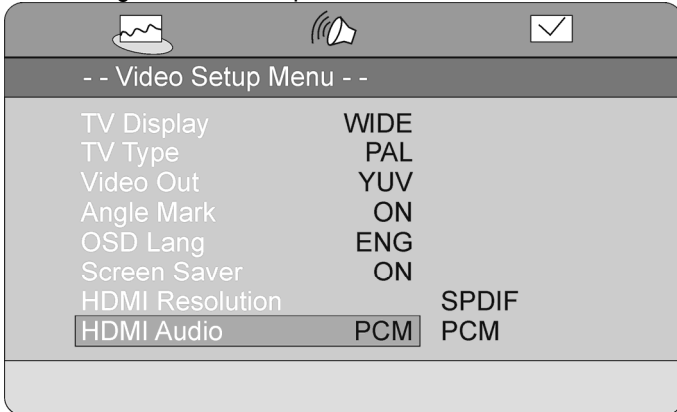 - - Video Setup Menu - -
TV Display WIDE
TV Type PAL
Video Out YUV
Angle Mark ON
OSD Lang ENG
Screen Saver ON
HDMI Resolution SPDIF
HDMI Audio PCM PCM